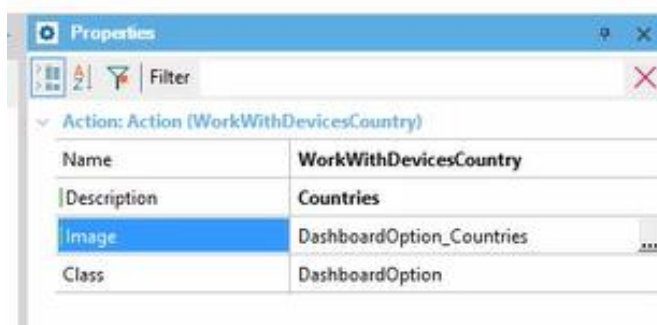 Properties
Filter
Action: Action (WorkWithDevicesCountry)
Name WorkWithDevicesCountry
Description Countries
Image DashboardOption_Countries ...
Class DashboardOption